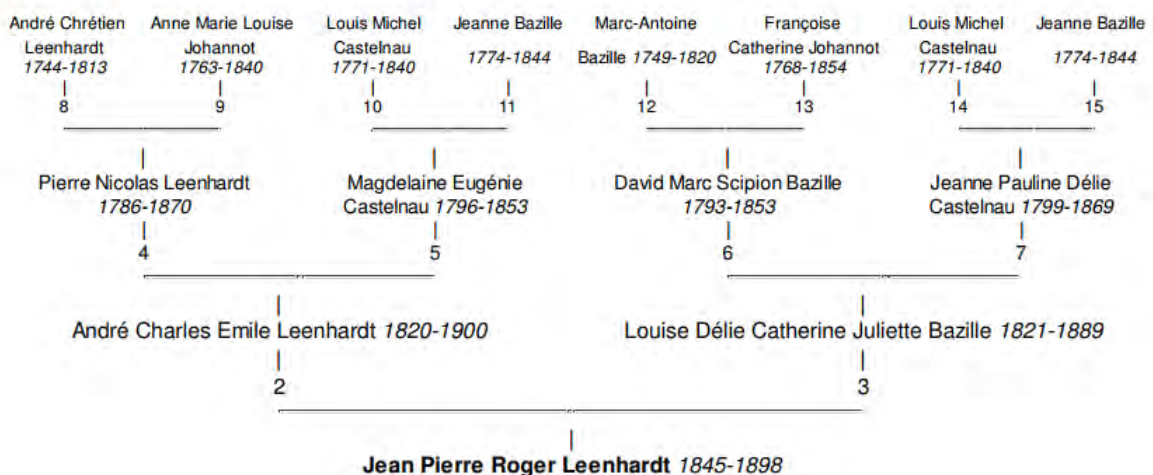 André Chrétien Anne Marie Louise Louis Michel Jeanne Bazille Marc-Antoine Françoise Louis Michel Jeanne Bazille
Leenhardt Johannot Castelnau Bazille 1749-1820 Catherine Johannot Castelnau
1744-1813 1763-1840 1771-1840 1774-1844 1768-1854 1771-1840 1774-1844
8 9 10 11 12 13 14 15
Pierre Nicolas Leenhardt Magdelaine Eugénie David Marc Scipion Bazille Jeanne Pauline Délie
1786-1870 Castelnau 1796-1853 1793-1853 Castelnau 1799-1869
4 5 6 7
André Charles Emile Leenhardt 1820-1900 Louise Délie Catherine Juliette Bazille 1821-1889
2 3
Jean Pierre Roger Leenhardt 1845-1898